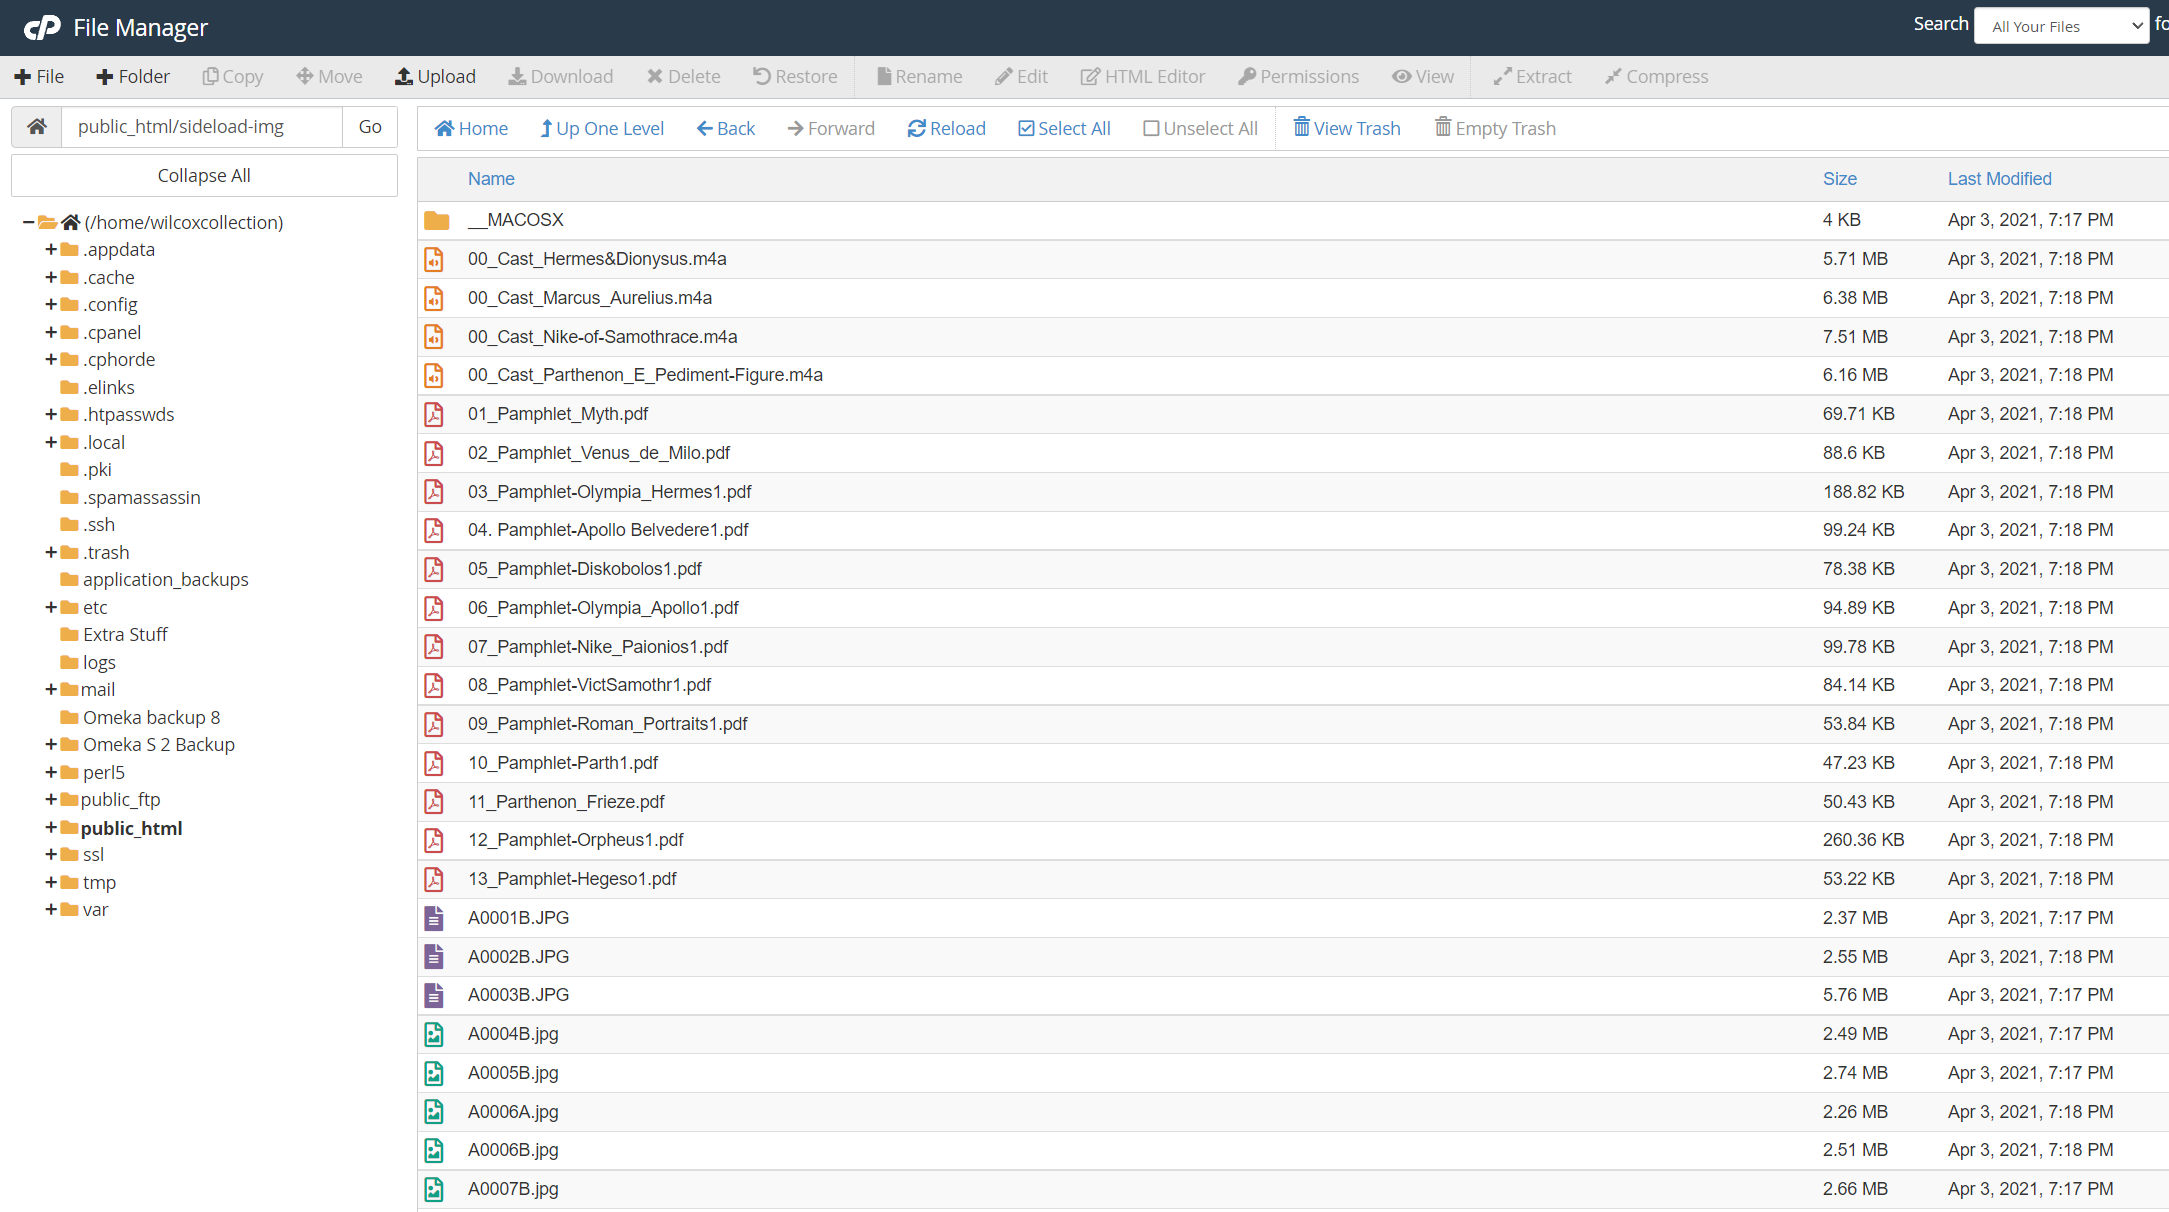 cP File Manager
Search All Your Files fo
File Folder Copy Move Upload Download Delete Restore Rename Edit HTML Editor Permissions View Extract Compress
public_html/sideload-img Go
Home Up One Level Back Forward Reload Select All Unselect All View Trash Empty Trash
Collapse All
(/home/wilcoxcollection)
.appdata
.cache
.config
.cpanel
.cphorde
.elinks
.htpasswds
.local
.pki
.spamassassin
.ssh
.trash
application_backups
etc
Extra Stuff
logs
mail
Omeka backup 8
Omeka S 2 Backup
perl5
public_ftp
public_html
ssl
tmp
var
Name Size Last Modified
__MACOSX 4 KB Apr 3, 2021, 7:17 PM
00_Cast_Hermes&Dionysus.m4a 5.71 MB Apr 3, 2021, 7:18 PM
00_Cast_Marcus_Aurelius.m4a 6.38 MB Apr 3, 2021, 7:18 PM
00_Cast_Nike-of-Samothrace.m4a 7.51 MB Apr 3, 2021, 7:18 PM
00_Cast_Parthenon_E_Pediment-Figure.m4a 6.16 MB Apr 3, 2021, 7:18 PM
01_Pamphlet_Myth.pdf 69.71 KB Apr 3, 2021, 7:18 PM
02_Pamphlet_Venus_de_Milo.pdf 88.6 KB Apr 3, 2021, 7:18 PM
03_Pamphlet-Olympia_Hermes1.pdf 188.82 KB Apr 3, 2021, 7:18 PM
04. Pamphlet-Apollo Belvedere1.pdf 99.24 KB Apr 3, 2021, 7:18 PM
05_Pamphlet-Diskobolos1.pdf 78.38 KB Apr 3, 2021, 7:18 PM
06_Pamphlet-Olympia_Apollo1.pdf 94.89 KB Apr 3, 2021, 7:18 PM
07_Pamphlet-Nike_Paionios1.pdf 99.78 KB Apr 3, 2021, 7:18 PM
08_Pamphlet-VictSamothr1.pdf 84.14 KB Apr 3, 2021, 7:18 PM
09_Pamphlet-Roman_Portraits1.pdf 53.84 KB Apr 3, 2021, 7:18 PM
10_Pamphlet-Parth1.pdf 47.23 KB Apr 3, 2021, 7:18 PM
11_Parthenon_Frieze.pdf 50.43 KB Apr 3, 2021, 7:18 PM
12_Pamphlet-Orpheus1.pdf 260.36 KB Apr 3, 2021, 7:18 PM
13_Pamphlet-Hegeso1.pdf 53.22 KB Apr 3, 2021, 7:18 PM
A0001B.JPG 2.37 MB Apr 3, 2021, 7:17 PM
A0002B.JPG 2.55 MB Apr 3, 2021, 7:18 PM
A0003B.JPG 5.76 MB Apr 3, 2021, 7:17 PM
A0004B.jpg 2.49 MB Apr 3, 2021, 7:17 PM
A0005B.jpg 2.74 MB Apr 3, 2021, 7:17 PM
A0006A.jpg 2.26 MB Apr 3, 2021, 7:18 PM
A0006B.jpg 2.51 MB Apr 3, 2021, 7:18 PM
A0007B.jpg 2.66 MB Apr 3, 2021, 7:17 PM